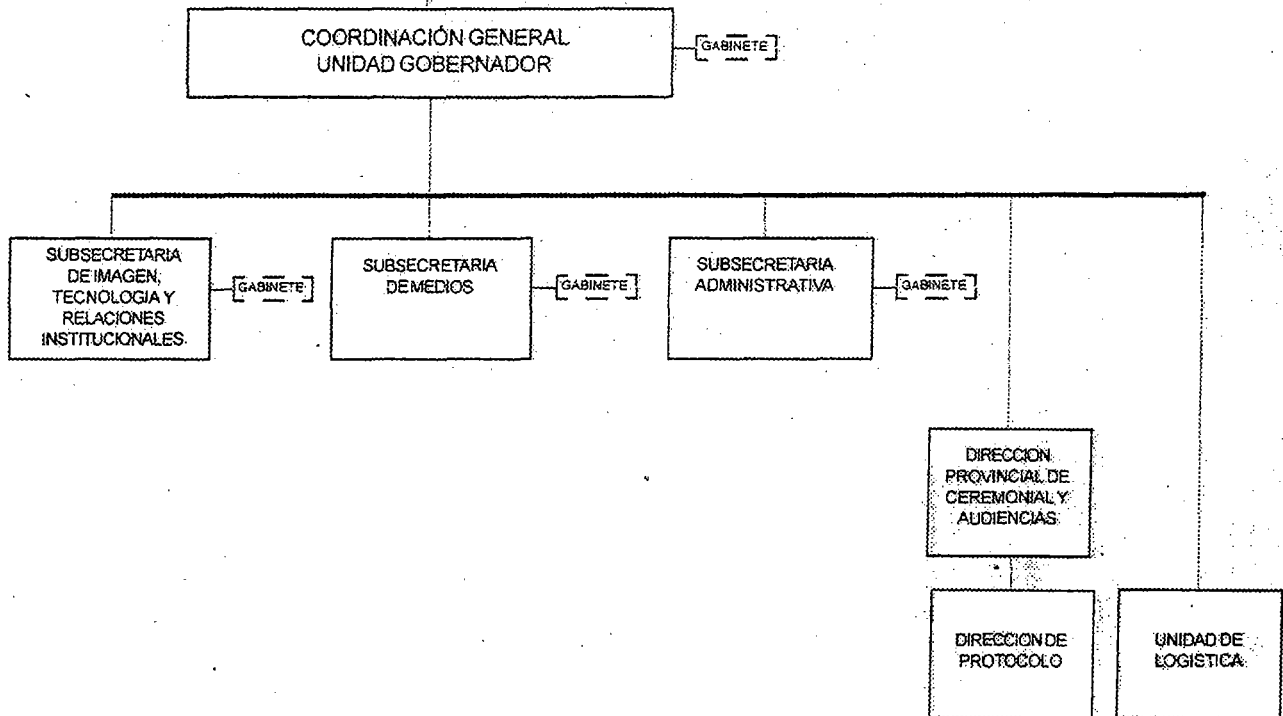 COORDINACIÓN GENERAL
UNIDAD GOBERNADOR
GABINETE
SUBSECRETARIA
DE IMAGEN,
TECNOLOGIA Y
RELACIONES
INSTITUCIONALES.
GABINETE
SUBSECRETARIA
DE MEDIOS
GABINETE
SUBSECRETARIA
ADMINISTRATIVA
GABINETE
DIRECCION
PROVINCIAL DE
CEREMONIAL Y
AUDIENCIAS
DIRECCION DE
PROTOCOLO
UNIDAD DE
LOGISTICA